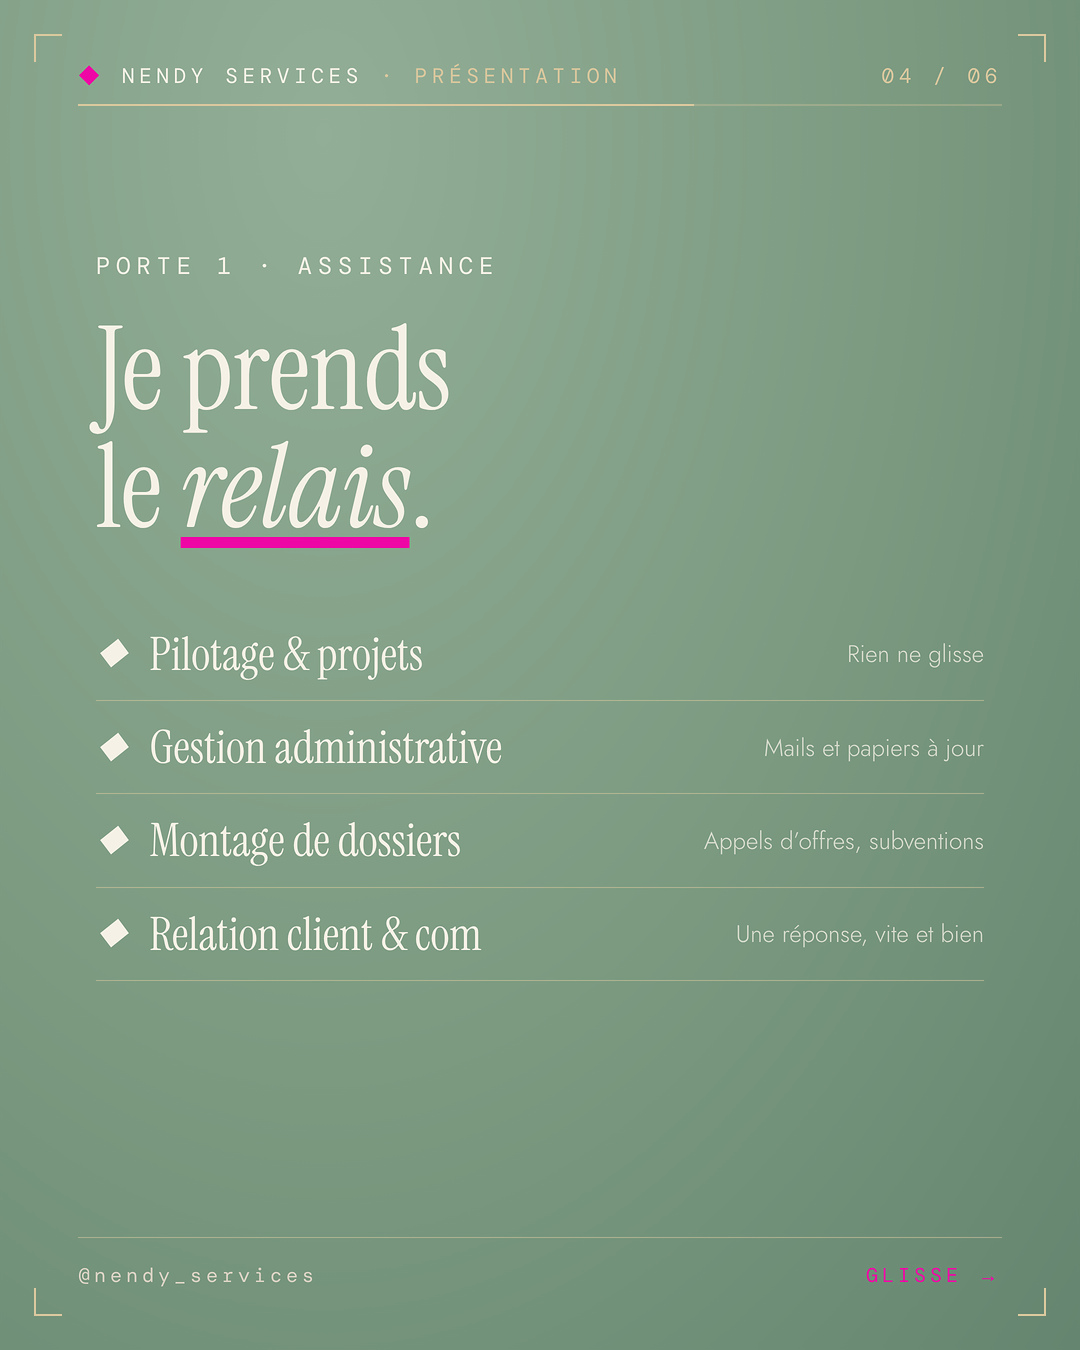 NENDY SERVICES · PRÉSENTATION 04 / 06
PORTE 1 · ASSISTANCE
Je prends
le relais.
Pilotage & projets Rien ne glisse
Gestion administrative Mails et papiers à jour
Montage de dossiers Appels d’offres, subventions
Relation client & com Une réponse, vite et bien
@nendy_services GLISSE →